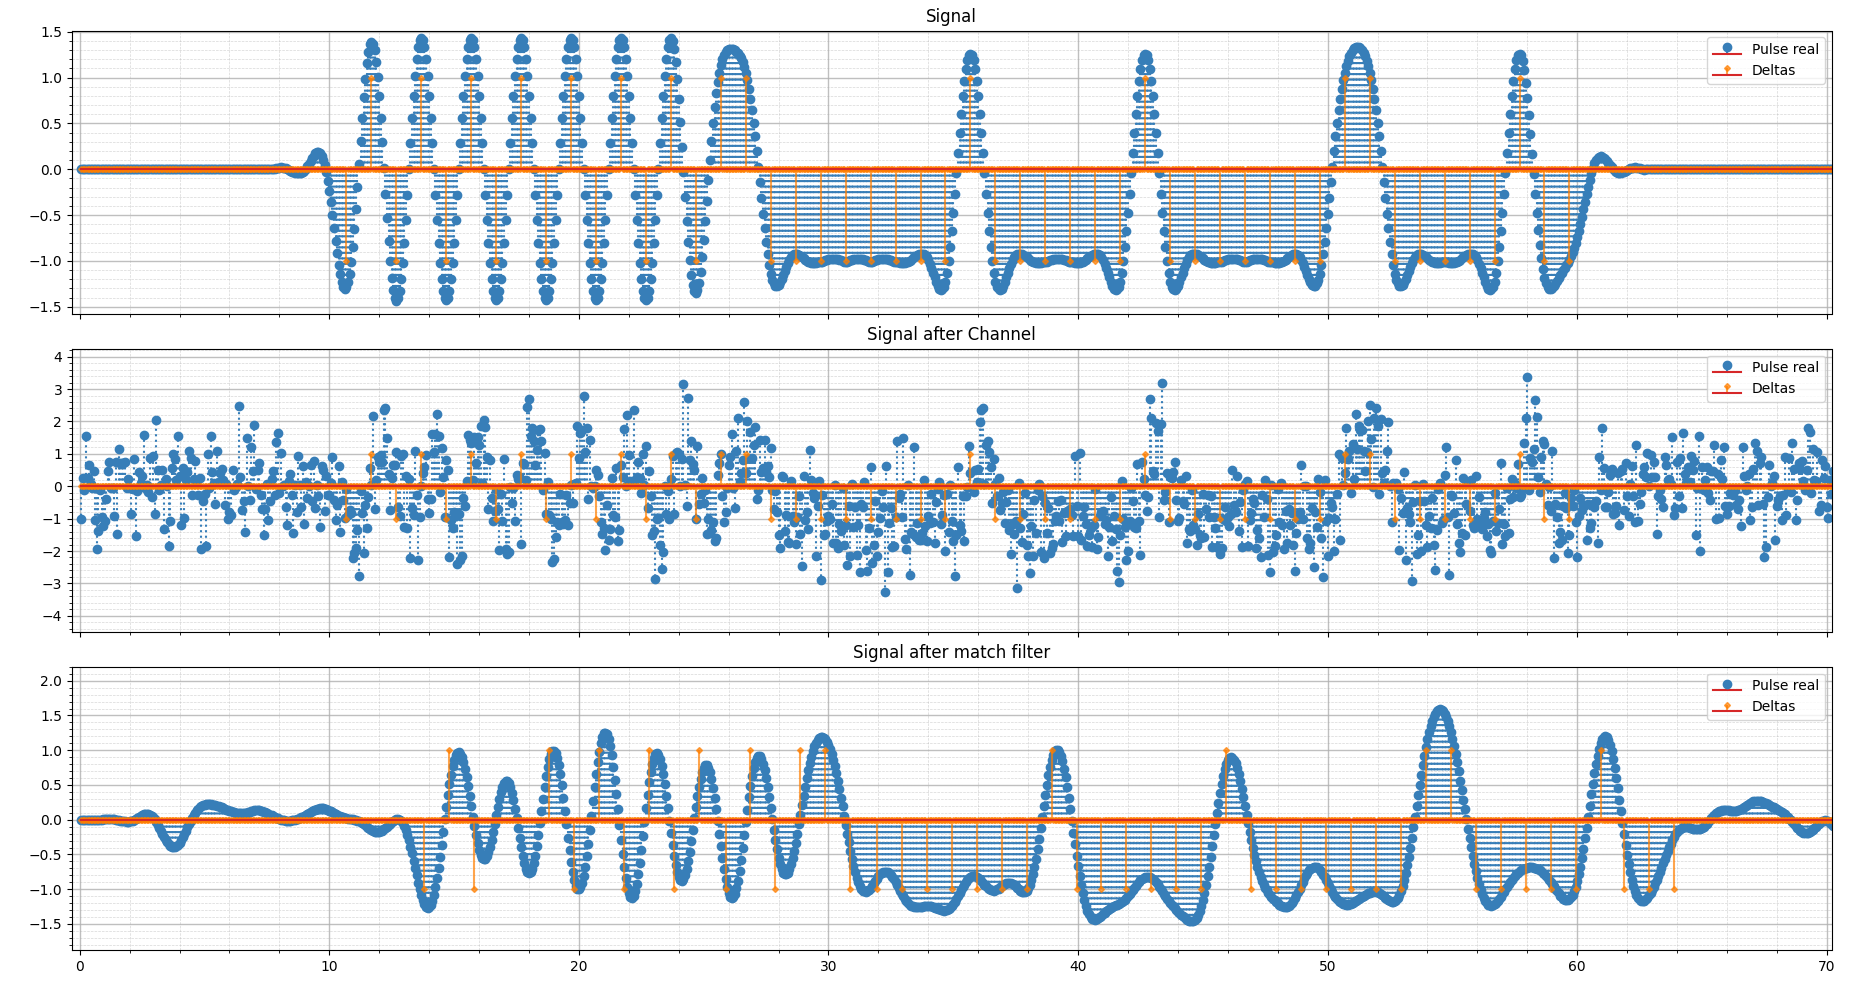 Signal
1.5
1.0
0.5
0.0
−0.5
−1.0
−1.5
Pulse real
Deltas
Signal after Channel
4
3
2
1
0
−1
−2
−3
−4
Pulse real
Deltas
Signal after match filter
2.0
1.5
1.0
0.5
0.0
−0.5
−1.0
−1.5
Pulse real
Deltas
0 10 20 30 40 50 60 70